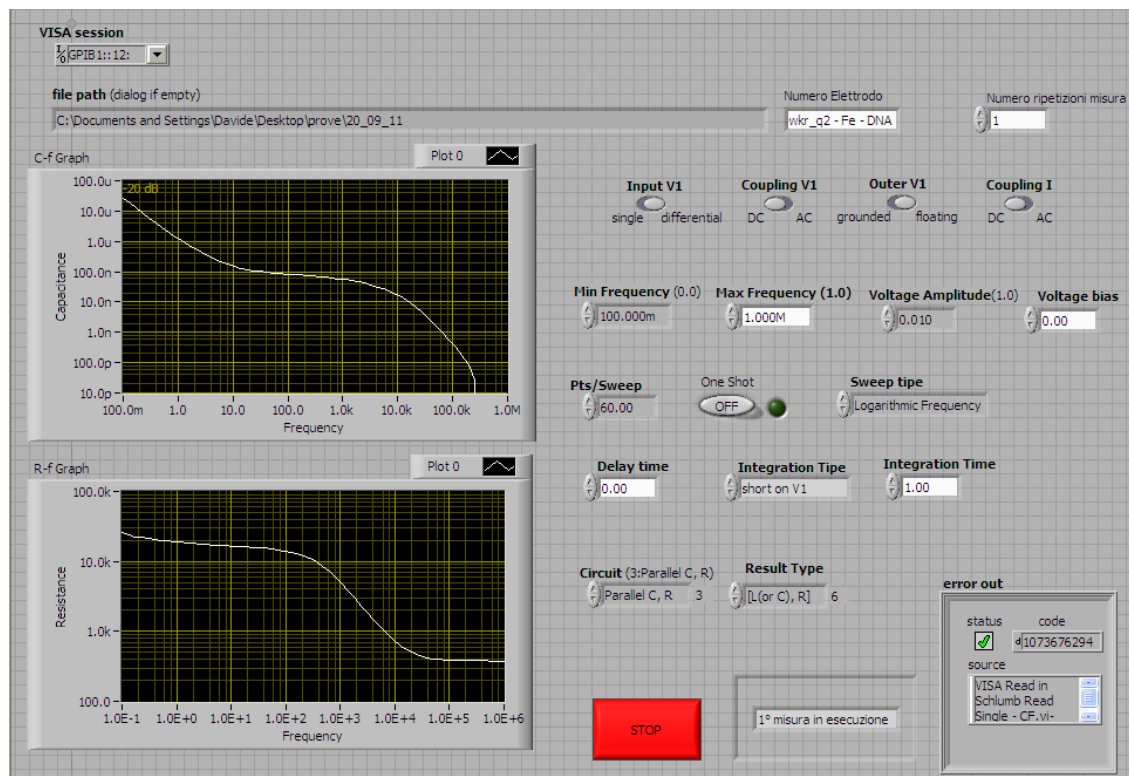 VISA session
GPIB1::12:
file path (dialog if empty)
C:\Documents and Settings\Davide\Desktop\prove\20_09_11
Numero Elettrodo
wkr_q2 - Fe - DNA
Numero ripetizioni misura
1
C-f Graph
Plot 0
-20 dB
100.0u
10.0u
1.0u
100.0n
10.0n
1.0n
100.0p
10.0p
Capacitance
100.0m 1.0 10.0 100.0 1.0k 10.0k 100.0k 1.0M
Frequency
Input V1
single differential
Coupling V1
DC AC
Outer V1
grounded floating
Coupling I
DC AC
Min Frequency (0.0)
100.000m
Max Frequency (1.0)
1.000M
Voltage Amplitude(1.0)
0.010
Voltage bias
0.00
Pts/Sweep
60.00
One Shot
OFF
Sweep tipe
Logarithmic Frequency
R-f Graph
Plot 0
100.0k
10.0k
1.0k
100.0
Resistance
1.0E-1 1.0E+0 1.0E+1 1.0E+2 1.0E+3 1.0E+4 1.0E+5 1.0E+6
Frequency
Delay time
0.00
Integration Tipe
short on V1
Integration Time
1.00
Circuit (3:Parallel C, R)
Parallel C, R 3
Result Type
[L(or C), R] 6
error out
status code
d 1073676294
source
VISA Read in
Schlumb Read
Single - CF.vi-
STOP
1° misura in esecuzione